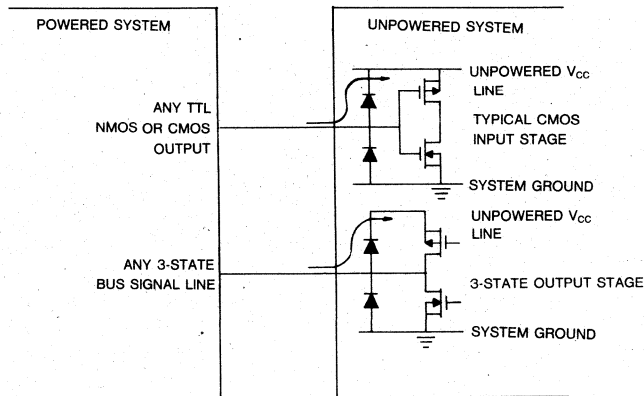 POWERED SYSTEM
UNPOWERED SYSTEM
ANY TTL
NMOS OR CMOS
OUTPUT
UNPOWERED VCC
LINE
TYPICAL CMOS
INPUT STAGE
SYSTEM GROUND
UNPOWERED VCC
LINE
ANY 3-STATE
BUS SIGNAL LINE
3-STATE OUTPUT STAGE
SYSTEM GROUND